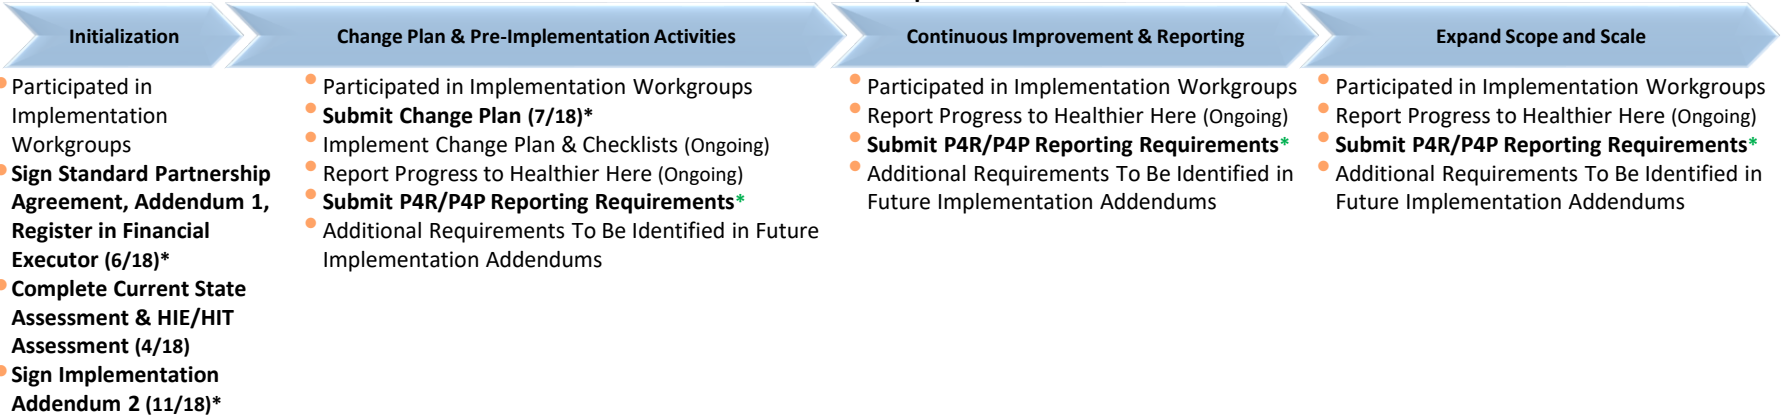 Initialization
Change Plan & Pre-Implementation Activities
Continuous Improvement & Reporting
Expand Scope and Scale
Participated in
Implementation
Workgroups
Sign Standard Partnership
Agreement, Addendum 1,
Register in Financial
Executor (6/18)*
Complete Current State
Assessment & HIE/HIT
Assessment (4/18)
Sign Implementation
Addendum 2 (11/18)*
Participated in Implementation Workgroups
Submit Change Plan (7/18)*
Implement Change Plan & Checklists (Ongoing)
Report Progress to Healthier Here (Ongoing)
Submit P4R/P4P Reporting Requirements*
Additional Requirements To Be Identified in Future
Implementation Addendums
Participated in Implementation Workgroups
Report Progress to Healthier Here (Ongoing)
Submit P4R/P4P Reporting Requirements*
Additional Requirements To Be Identified in
Future Implementation Addendums
Participated in Implementation Workgroups
Report Progress to Healthier Here (Ongoing)
Submit P4R/P4P Reporting Requirements*
Additional Requirements To Be Identified in
Future Implementation Addendums